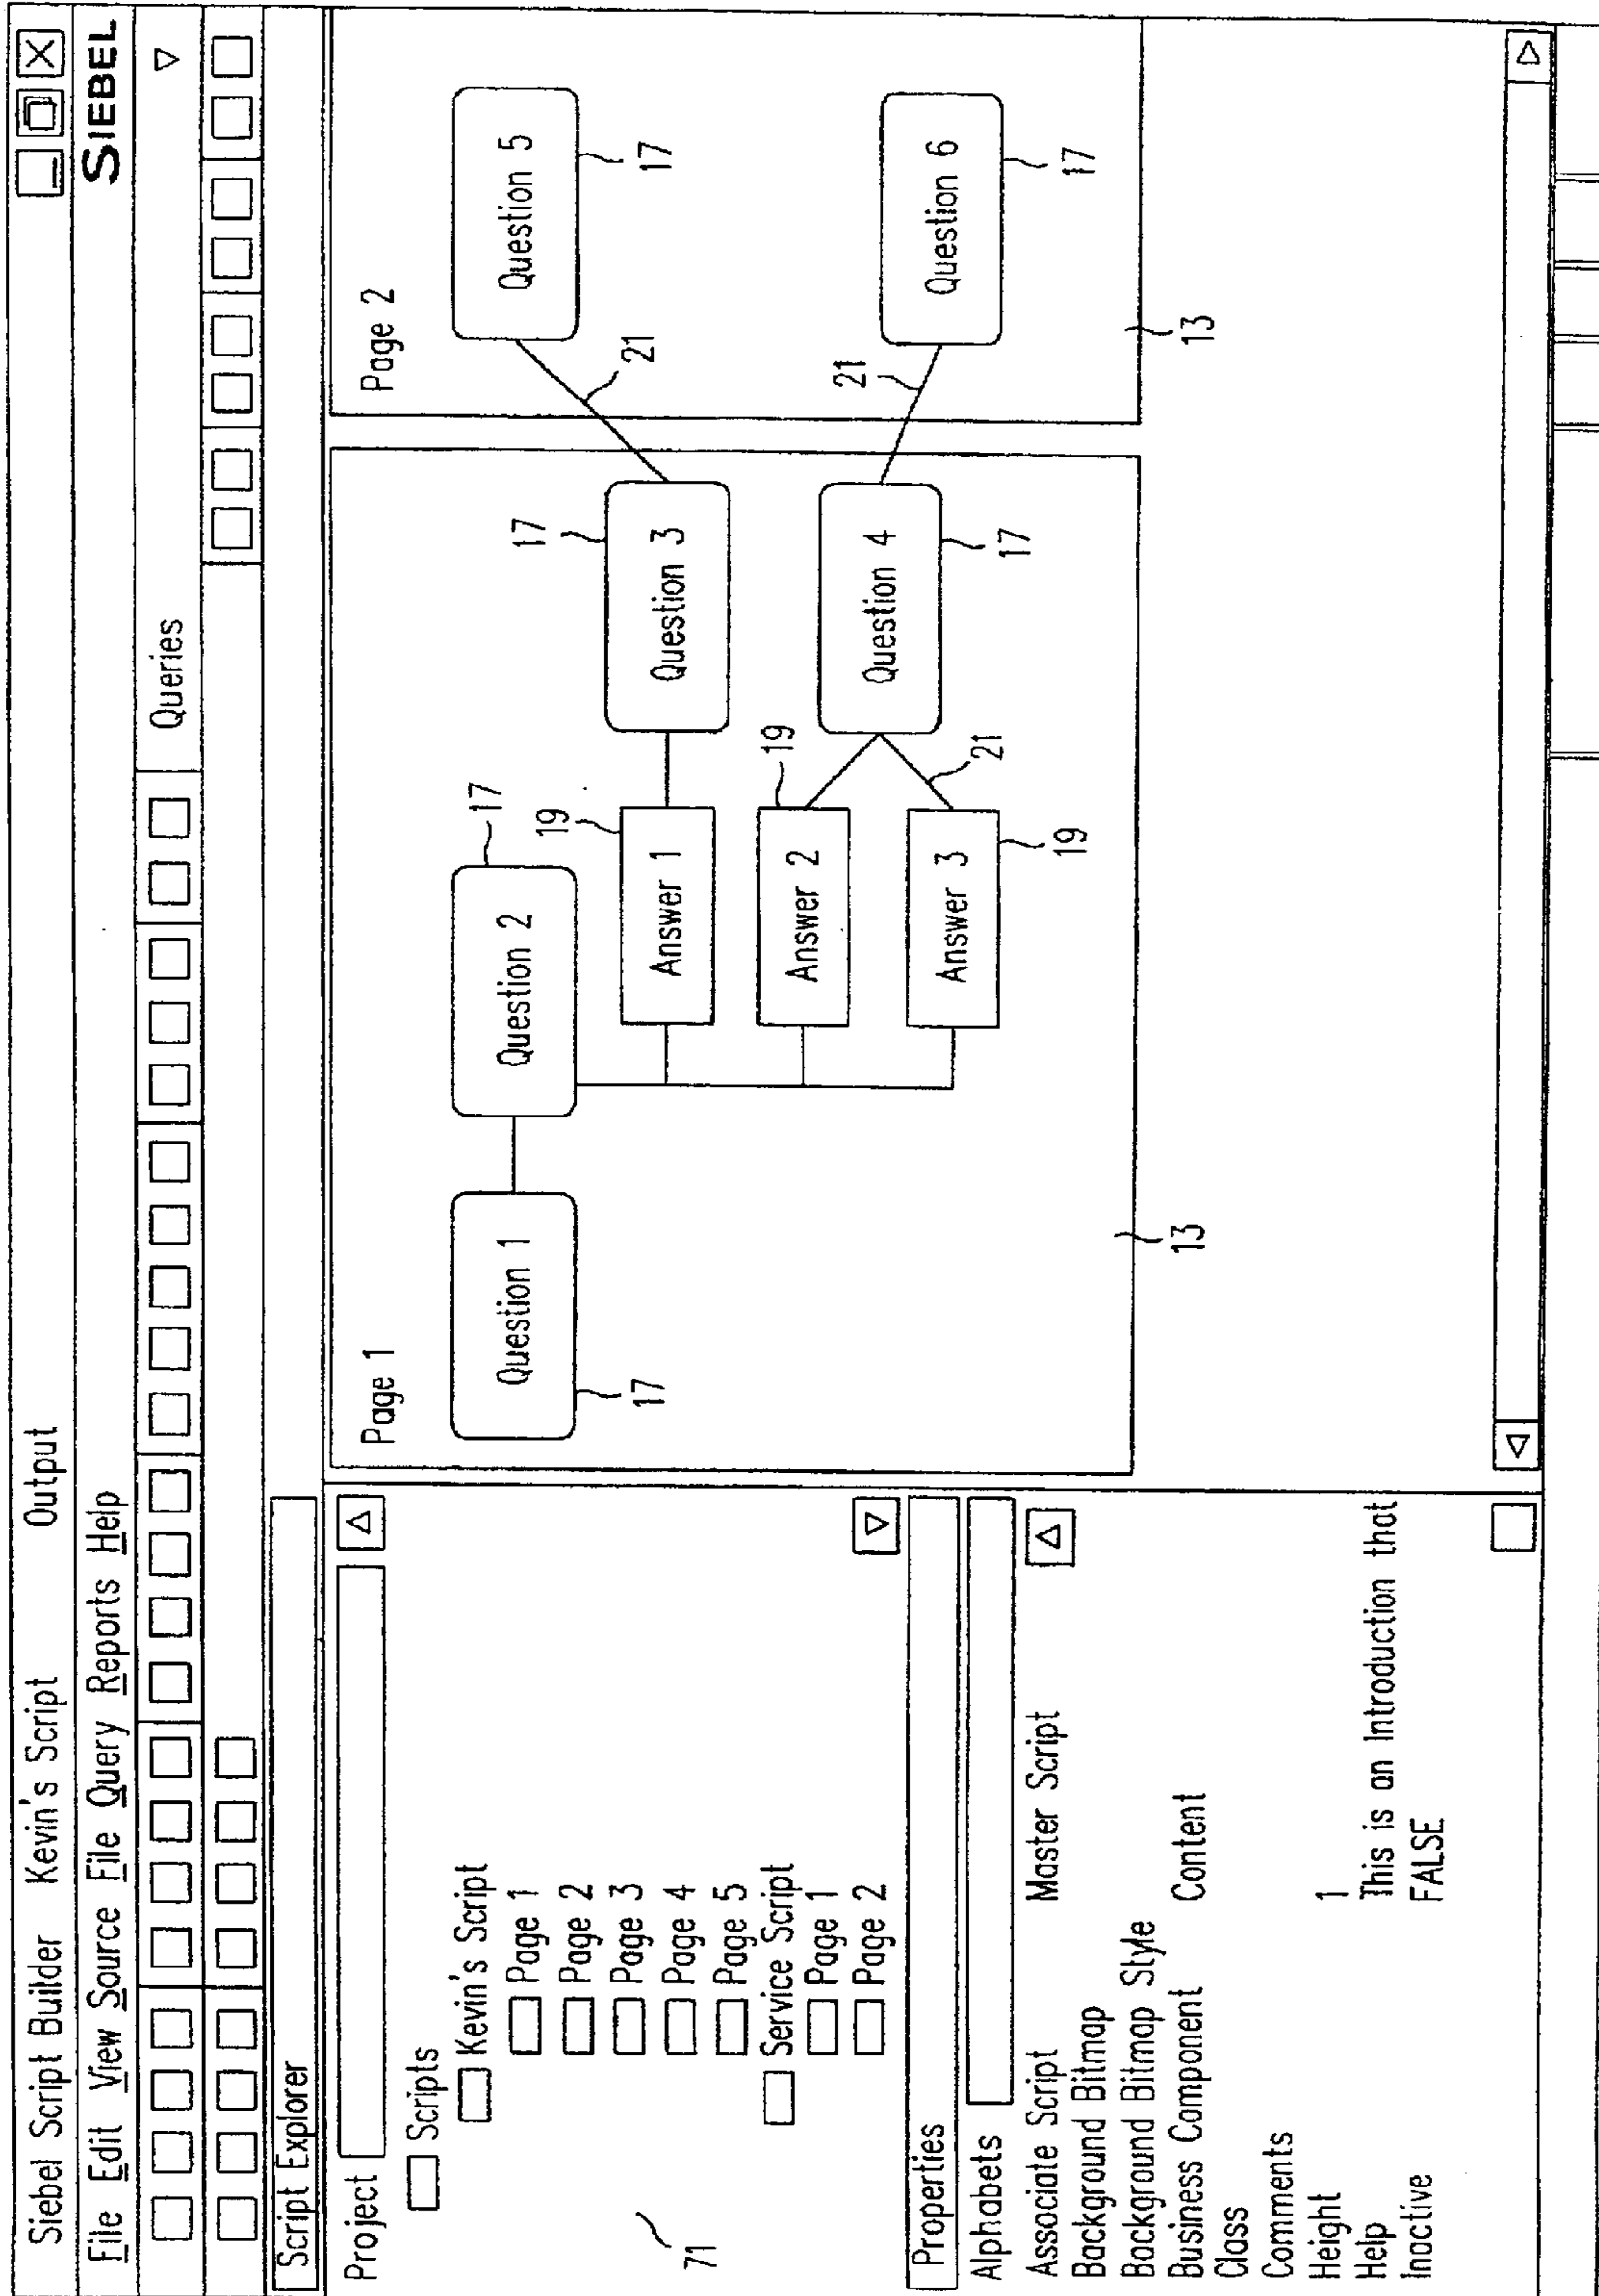 Siebel Script Builder Kevin's Script Output
SIEBEL
File Edit View Source File Query Reports Help
Queries
Script Explorer
Project
Scripts
Kevin's Script
Page 1
Page 2
Page 3
Page 4
Page 5
Service Script
Page 1
Page 2
71
Properties
Alphabets
Associate Script Master Script
Background Bitmap
Background Bitmap Style
Business Component Content
Class
Comments
Height 1
Help This is an Introduction that
Inactive FALSE
Page 1
Question 1
17
Question 2
17
Answer 1
19
Answer 2
19
Answer 3
19
21
Question 3
17
Question 4
17
13
Page 2
Question 5
17
21
Question 6
17
21
13